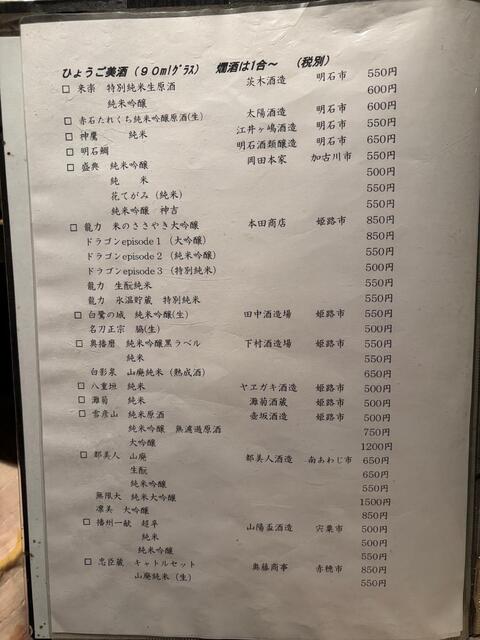 ひょうご美酒(90mlグラス) 燗酒は1合～ (税別)
□ 来楽 特別純米生原酒 茨木酒造 明石市 550円
純米吟醸 600円
□ 赤石たれくち純米吟醸原酒(生) 太陽酒造 明石市 600円
□ 神鷹 純米 江井ヶ嶋酒造 明石市 550円
□ 明石鯛 明石酒類醸造 明石市 650円
□ 盛典 純米吟醸 岡田本家 加古川市 550円
純 米 500円
花てがみ(純米) 550円
純米吟醸 神吉 550円
□ 龍力 米のささやき大吟醸 本田商店 姫路市 850円
ドラゴンepisode1(大吟醸) 850円
ドラゴンepisode2(純米吟醸) 550円
ドラゴンepisode3(特別純米) 500円
龍力 生酛純米 550円
龍力 氷温貯蔵 特別純米 550円
□ 白鷺の城 純米吟醸(生) 田中酒造場 姫路市 550円
名刀正宗 脇(生) 500円
□ 奥播磨 純米吟醸黒ラベル 下村酒造場 姫路市 550円
純米 550円
白影泉 山廃純米(熟成酒) 650円
□ 八重垣 純米 ヤヱガキ酒造 姫路市 500円
□ 灘菊 純米 灘菊酒蔵 姫路市 500円
□ 雪彦山 純米原酒 壺坂酒造 姫路市 500円
純米吟醸 無濾過原酒 750円
大吟醸 1200円
□ 都美人 山廃 都美人酒造 南あわじ市 650円
生酛 650円
純米吟醸 550円
無限大 純米大吟醸 1500円
凛美 大吟醸 850円
□ 播州一献 超辛 山陽盃酒造 宍粟市 500円
純米 500円
純米吟醸 550円
□ 忠臣蔵 キャトルセット 奥藤商事 赤穂市 850円
山廃純米(生) 550円